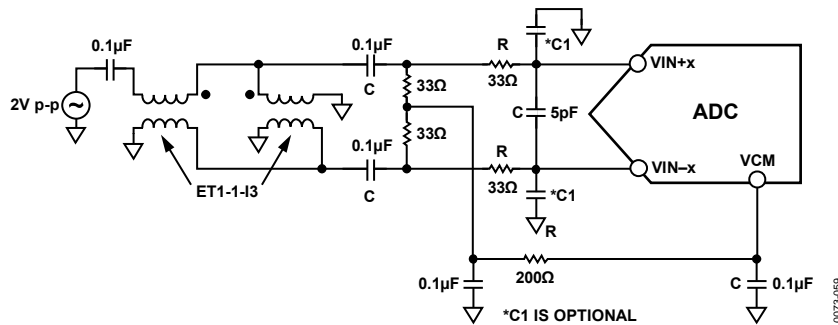 0.1µF
2V p-p
ET1-1-I3
0.1µF
C
33Ω
33Ω
0.1µF
C
R
33Ω
R
33Ω
*C1
C
5pF
*C1
R
VIN+x
ADC
VIN–x
VCM
0.1µF
200Ω
C
0.1µF
*C1 IS OPTIONAL